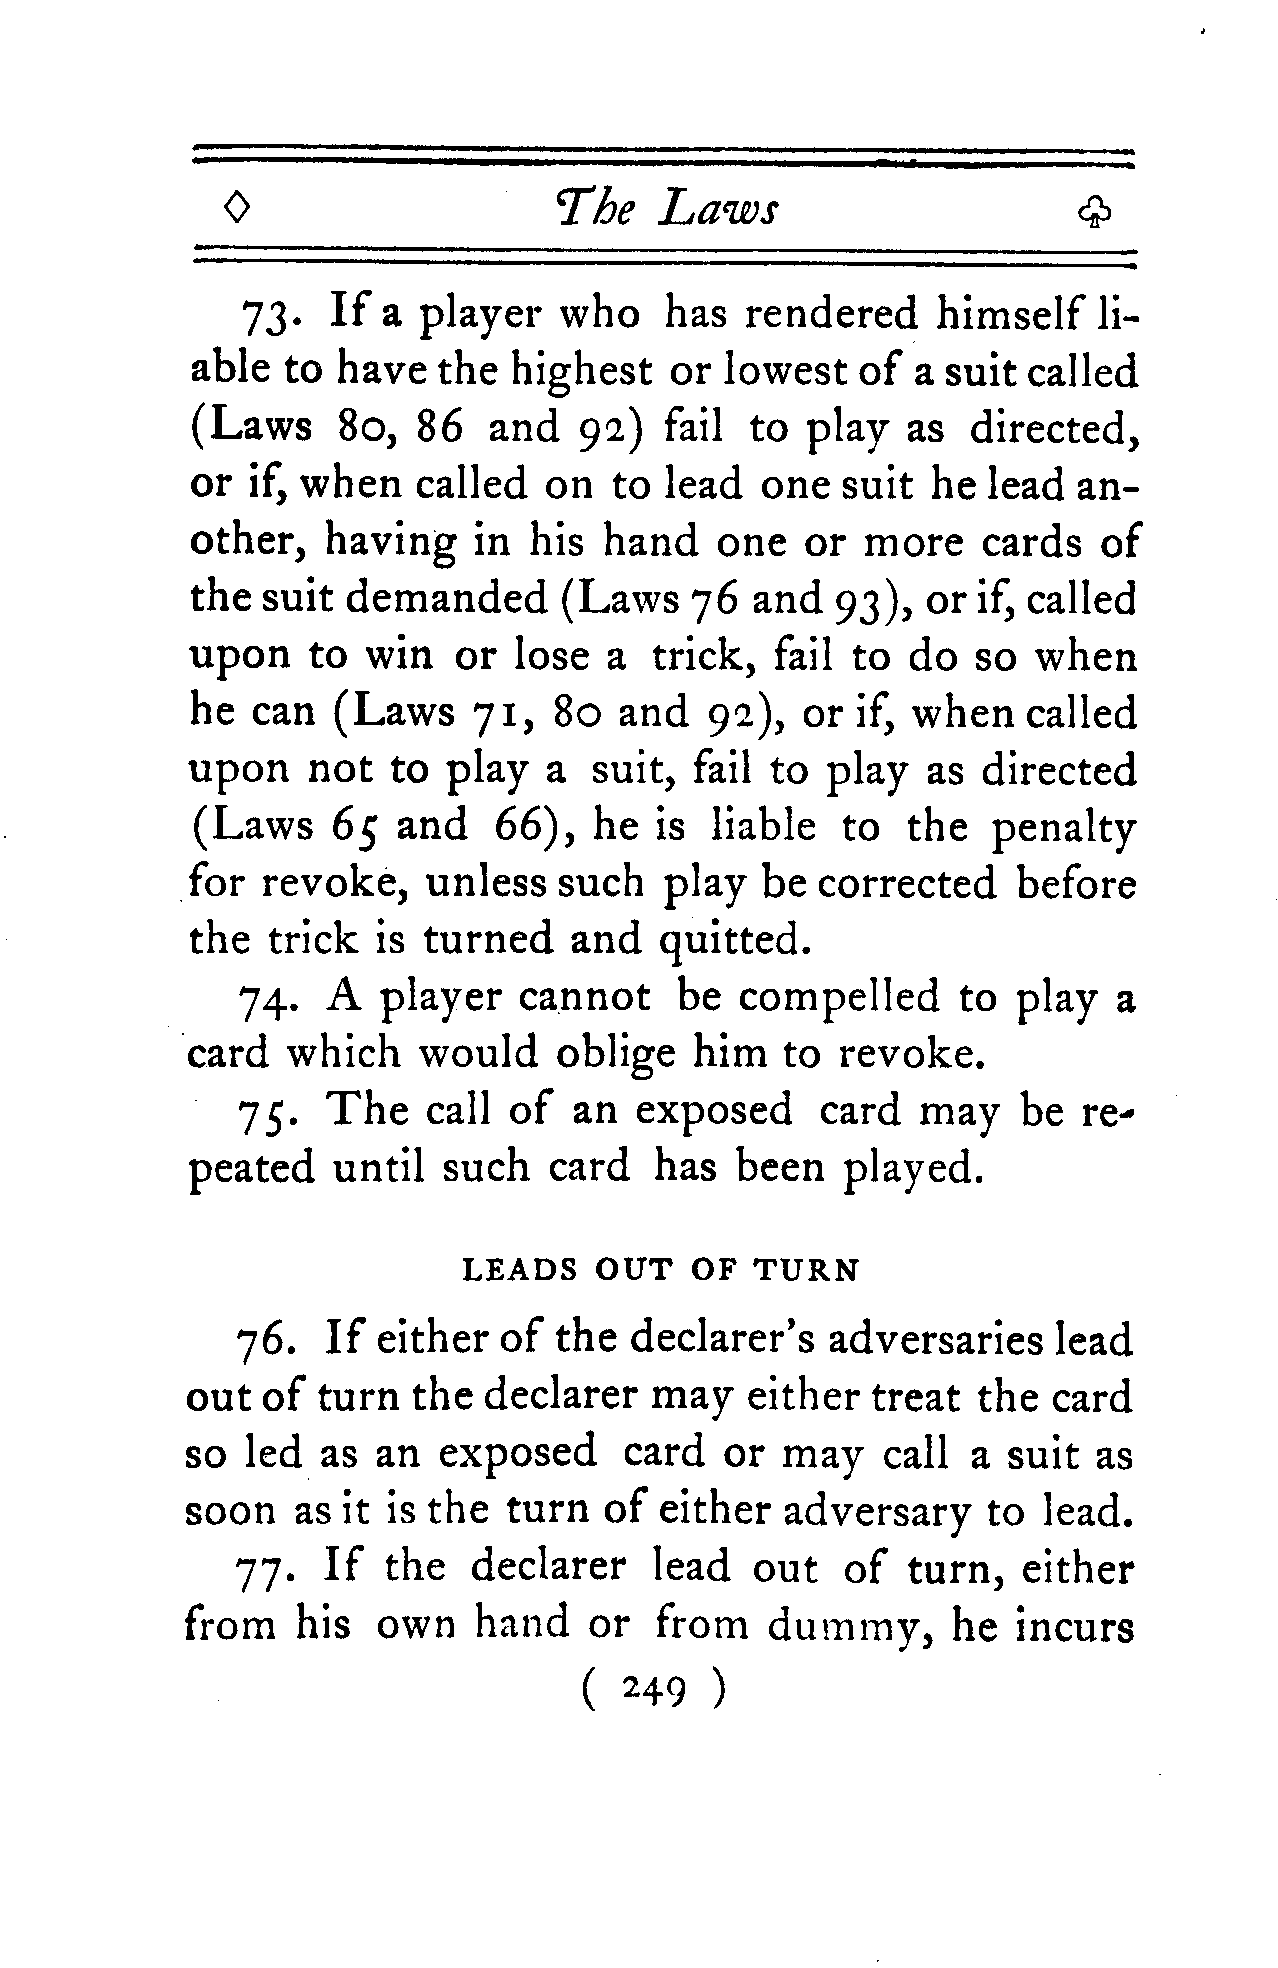 ◊ The Laws ♧
73. If a player who has rendered himself li-
able to have the highest or lowest of a suit called
(Laws 80, 86 and 92) fail to play as directed,
or if, when called on to lead one suit he lead an-
other, having in his hand one or more cards of
the suit demanded (Laws 76 and 93), or if, called
upon to win or lose a trick, fail to do so when
he can (Laws 71, 80 and 92), or if, when called
upon not to play a suit, fail to play as directed
(Laws 65 and 66), he is liable to the penalty
for revoke, unless such play be corrected before
the trick is turned and quitted.
74. A player cannot be compelled to play a
card which would oblige him to revoke.
75. The call of an exposed card may be re-
peated until such card has been played.
LEADS OUT OF TURN
76. If either of the declarer's adversaries lead
out of turn the declarer may either treat the card
so led as an exposed card or may call a suit as
soon as it is the turn of either adversary to lead.
77. If the declarer lead out of turn, either
from his own hand or from dummy, he incurs
( 249 )